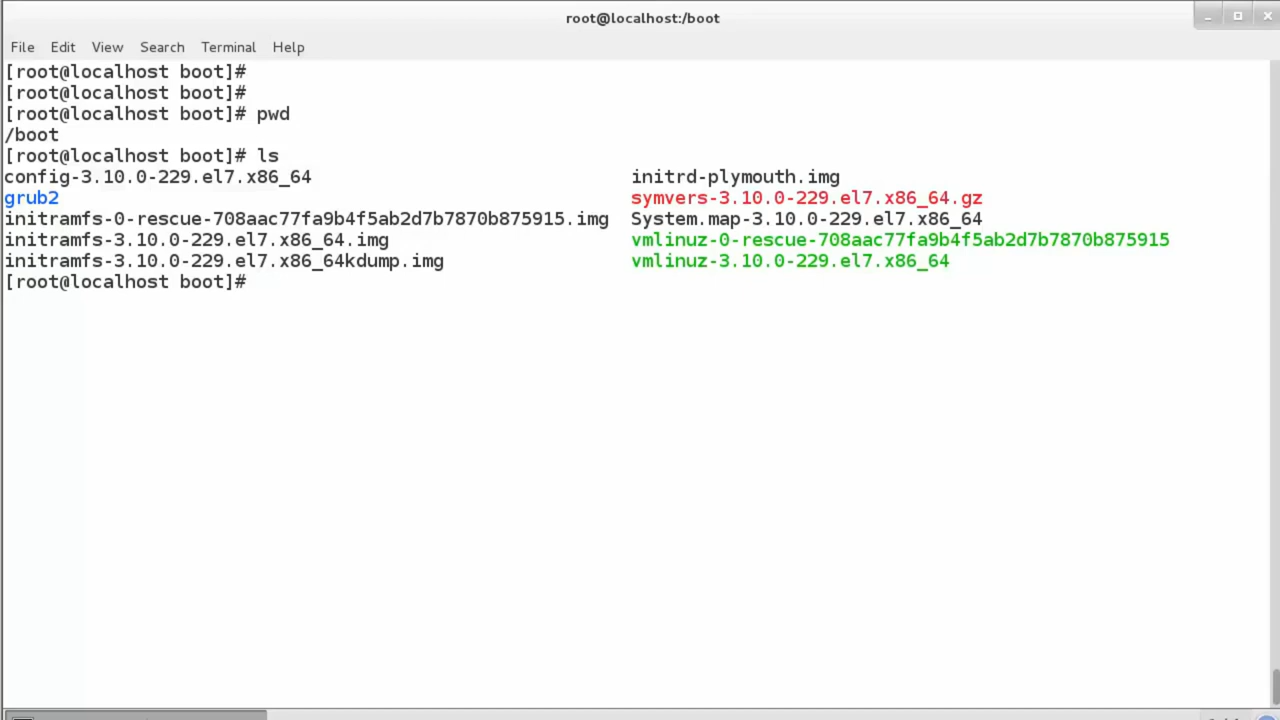 root@localhost:/boot
File Edit View Search Terminal Help
[root@localhost boot]#
[root@localhost boot]#
[root@localhost boot]# pwd
/boot
[root@localhost boot]# ls
config-3.10.0-229.el7.x86_64 initrd-plymouth.img
grub2 symvers-3.10.0-229.el7.x86_64.gz
initramfs-0-rescue-708aac77fa9b4f5ab2d7b7870b875915.img System.map-3.10.0-229.el7.x86_64
initramfs-3.10.0-229.el7.x86_64.img vmlinuz-0-rescue-708aac77fa9b4f5ab2d7b7870b875915
initramfs-3.10.0-229.el7.x86_64kdump.img vmlinuz-3.10.0-229.el7.x86_64
[root@localhost boot]#